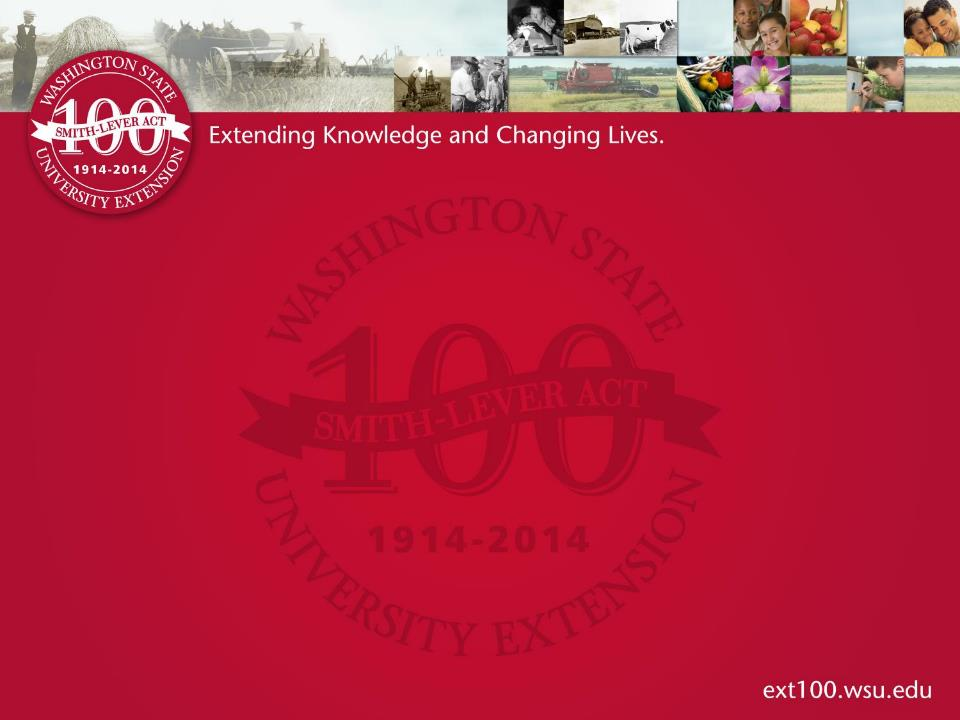 WASHINGTON STATE
100
SMITH-LEVER ACT
1914-2014
UNIVERSITY EXTENSION
Extending Knowledge and Changing Lives.
WASHINGTON STATE
100
SMITH-LEVER ACT
1914-2014
UNIVERSITY EXTENSION
ext100.wsu.edu